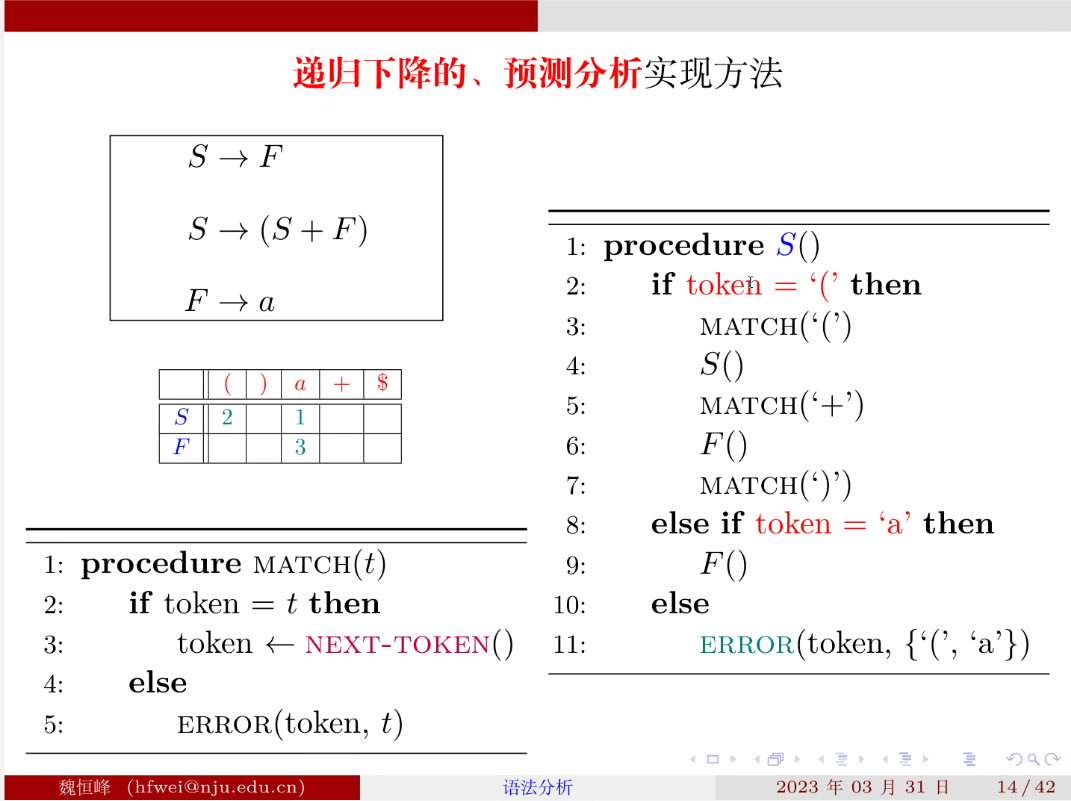 递归下降的、预测分析实现方法
S → F
S → (S + F)
F → a
( ) a + $
S 2 1
F 3
1: procedure MATCH(t)
2: if token = t then
3: token ← NEXT-TOKEN()
4: else
5: ERROR(token, t)
1: procedure S()
2: if token = ‘(’ then
3: MATCH(‘(’)
4: S()
5: MATCH(‘+’)
6: F()
7: MATCH(‘)’)
8: else if token = ‘a’ then
9: F()
10: else
11: ERROR(token, {‘(’, ‘a’})
魏恒峰 (hfwei@nju.edu.cn) 语法分析 2023 年 03 月 31 日 14 / 42